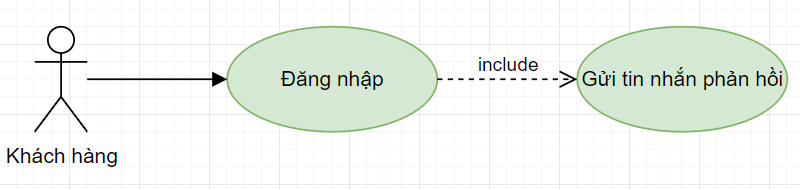 include
Đăng nhập
Gửi tin nhắn phản hồi
Khách hàng